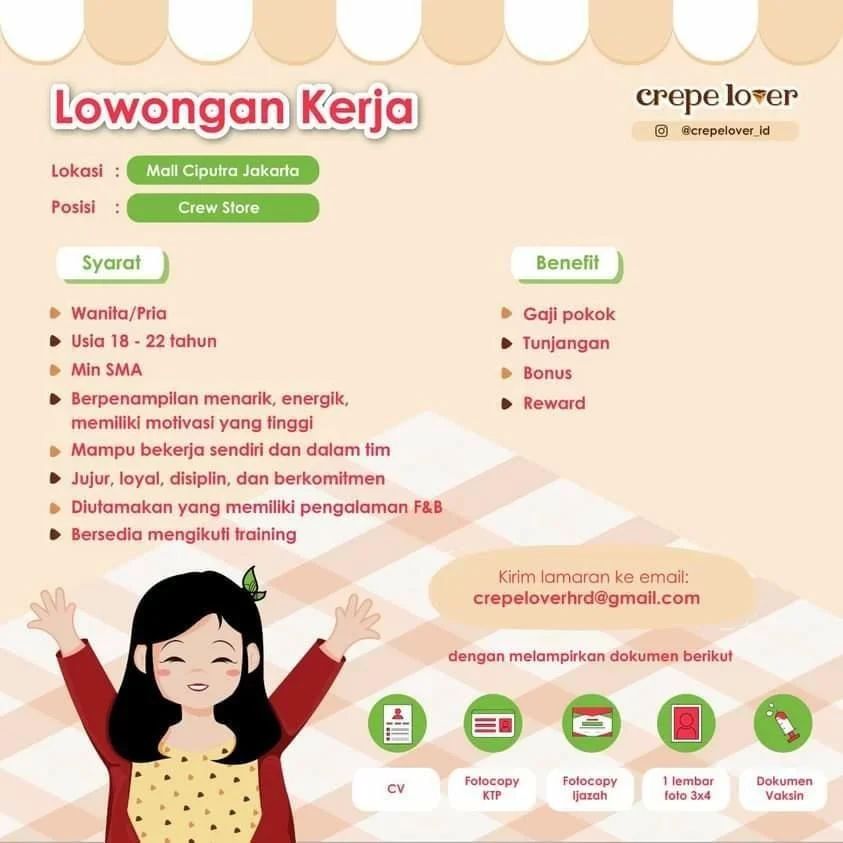 Lowongan Kerja
crepe lover
@crepelover_id
Lokasi : Mall Ciputra Jakarta
Posisi : Crew Store
Syarat
Wanita/Pria
Usia 18 - 22 tahun
Min SMA
Berpenampilan menarik, energik,
memiliki motivasi yang tinggi
Mampu bekerja sendiri dan dalam tim
Jujur, loyal, disiplin, dan berkomitmen
Diutamakan yang memiliki pengalaman F&B
Bersedia mengikuti training
Benefit
Gaji pokok
Tunjangan
Bonus
Reward
Kirim lamaran ke email:
crepeloverhrd@gmail.com
dengan melampirkan dokumen berikut
CV
Fotocopy
KTP
Fotocopy
Ijazah
1 lembar
foto 3x4
Dokumen
Vaksin